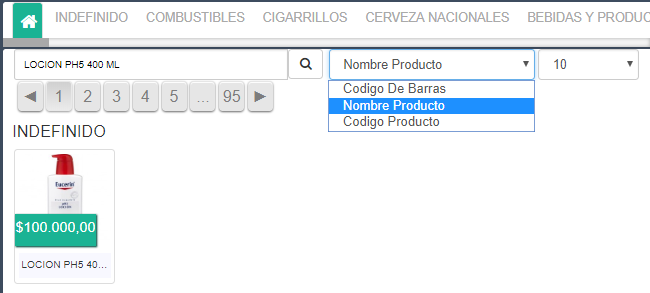 INDEFINIDO COMBUSTIBLES CIGARRILLOS CERVEZA NACIONALES BEBIDAS Y PRODUC
LOCION PH5 400 ML Nombre Producto 10
Codigo De Barras
Nombre Producto
Codigo Producto
1 2 3 4 5 ... 95
INDEFINIDO
Eucerin
$100.000,00
LOCION PH5 40...